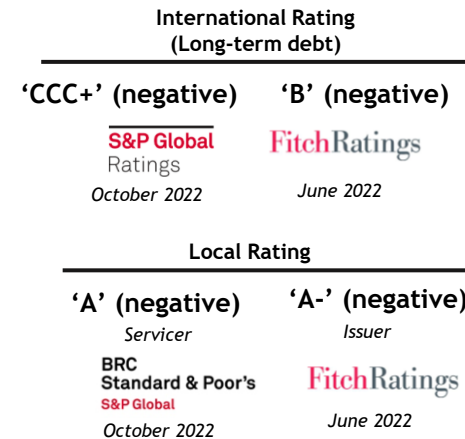 International Rating
(Long-term debt)
‘CCC+’ (negative) ‘B’ (negative)
S&P Global
Ratings
FitchRatings
October 2022
June 2022
Local Rating
‘A’ (negative) ‘A-’ (negative)
Servicer Issuer
BRC
Standard & Poor’s
S&P Global
FitchRatings
October 2022
June 2022